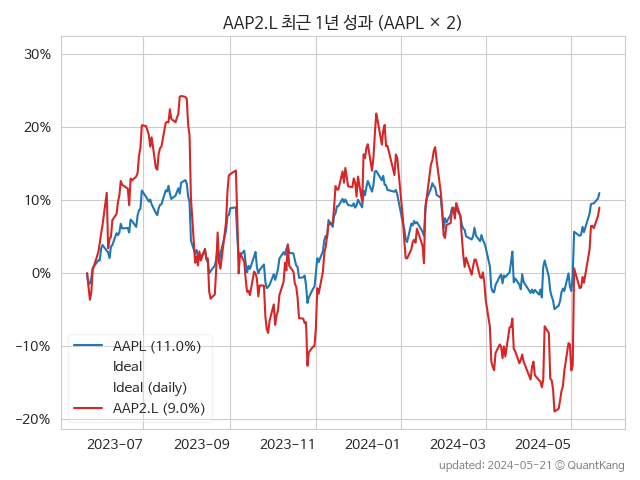 AAP2.L 최근 1년 성과 (AAPL × 2)
30%
20%
10%
0%
−10%
−20%
AAPL (11.0%)
Ideal
Ideal (daily)
AAP2.L (9.0%)
2023-07 2023-09 2023-11 2024-01 2024-03 2024-05
updated: 2024-05-21 © QuantKang